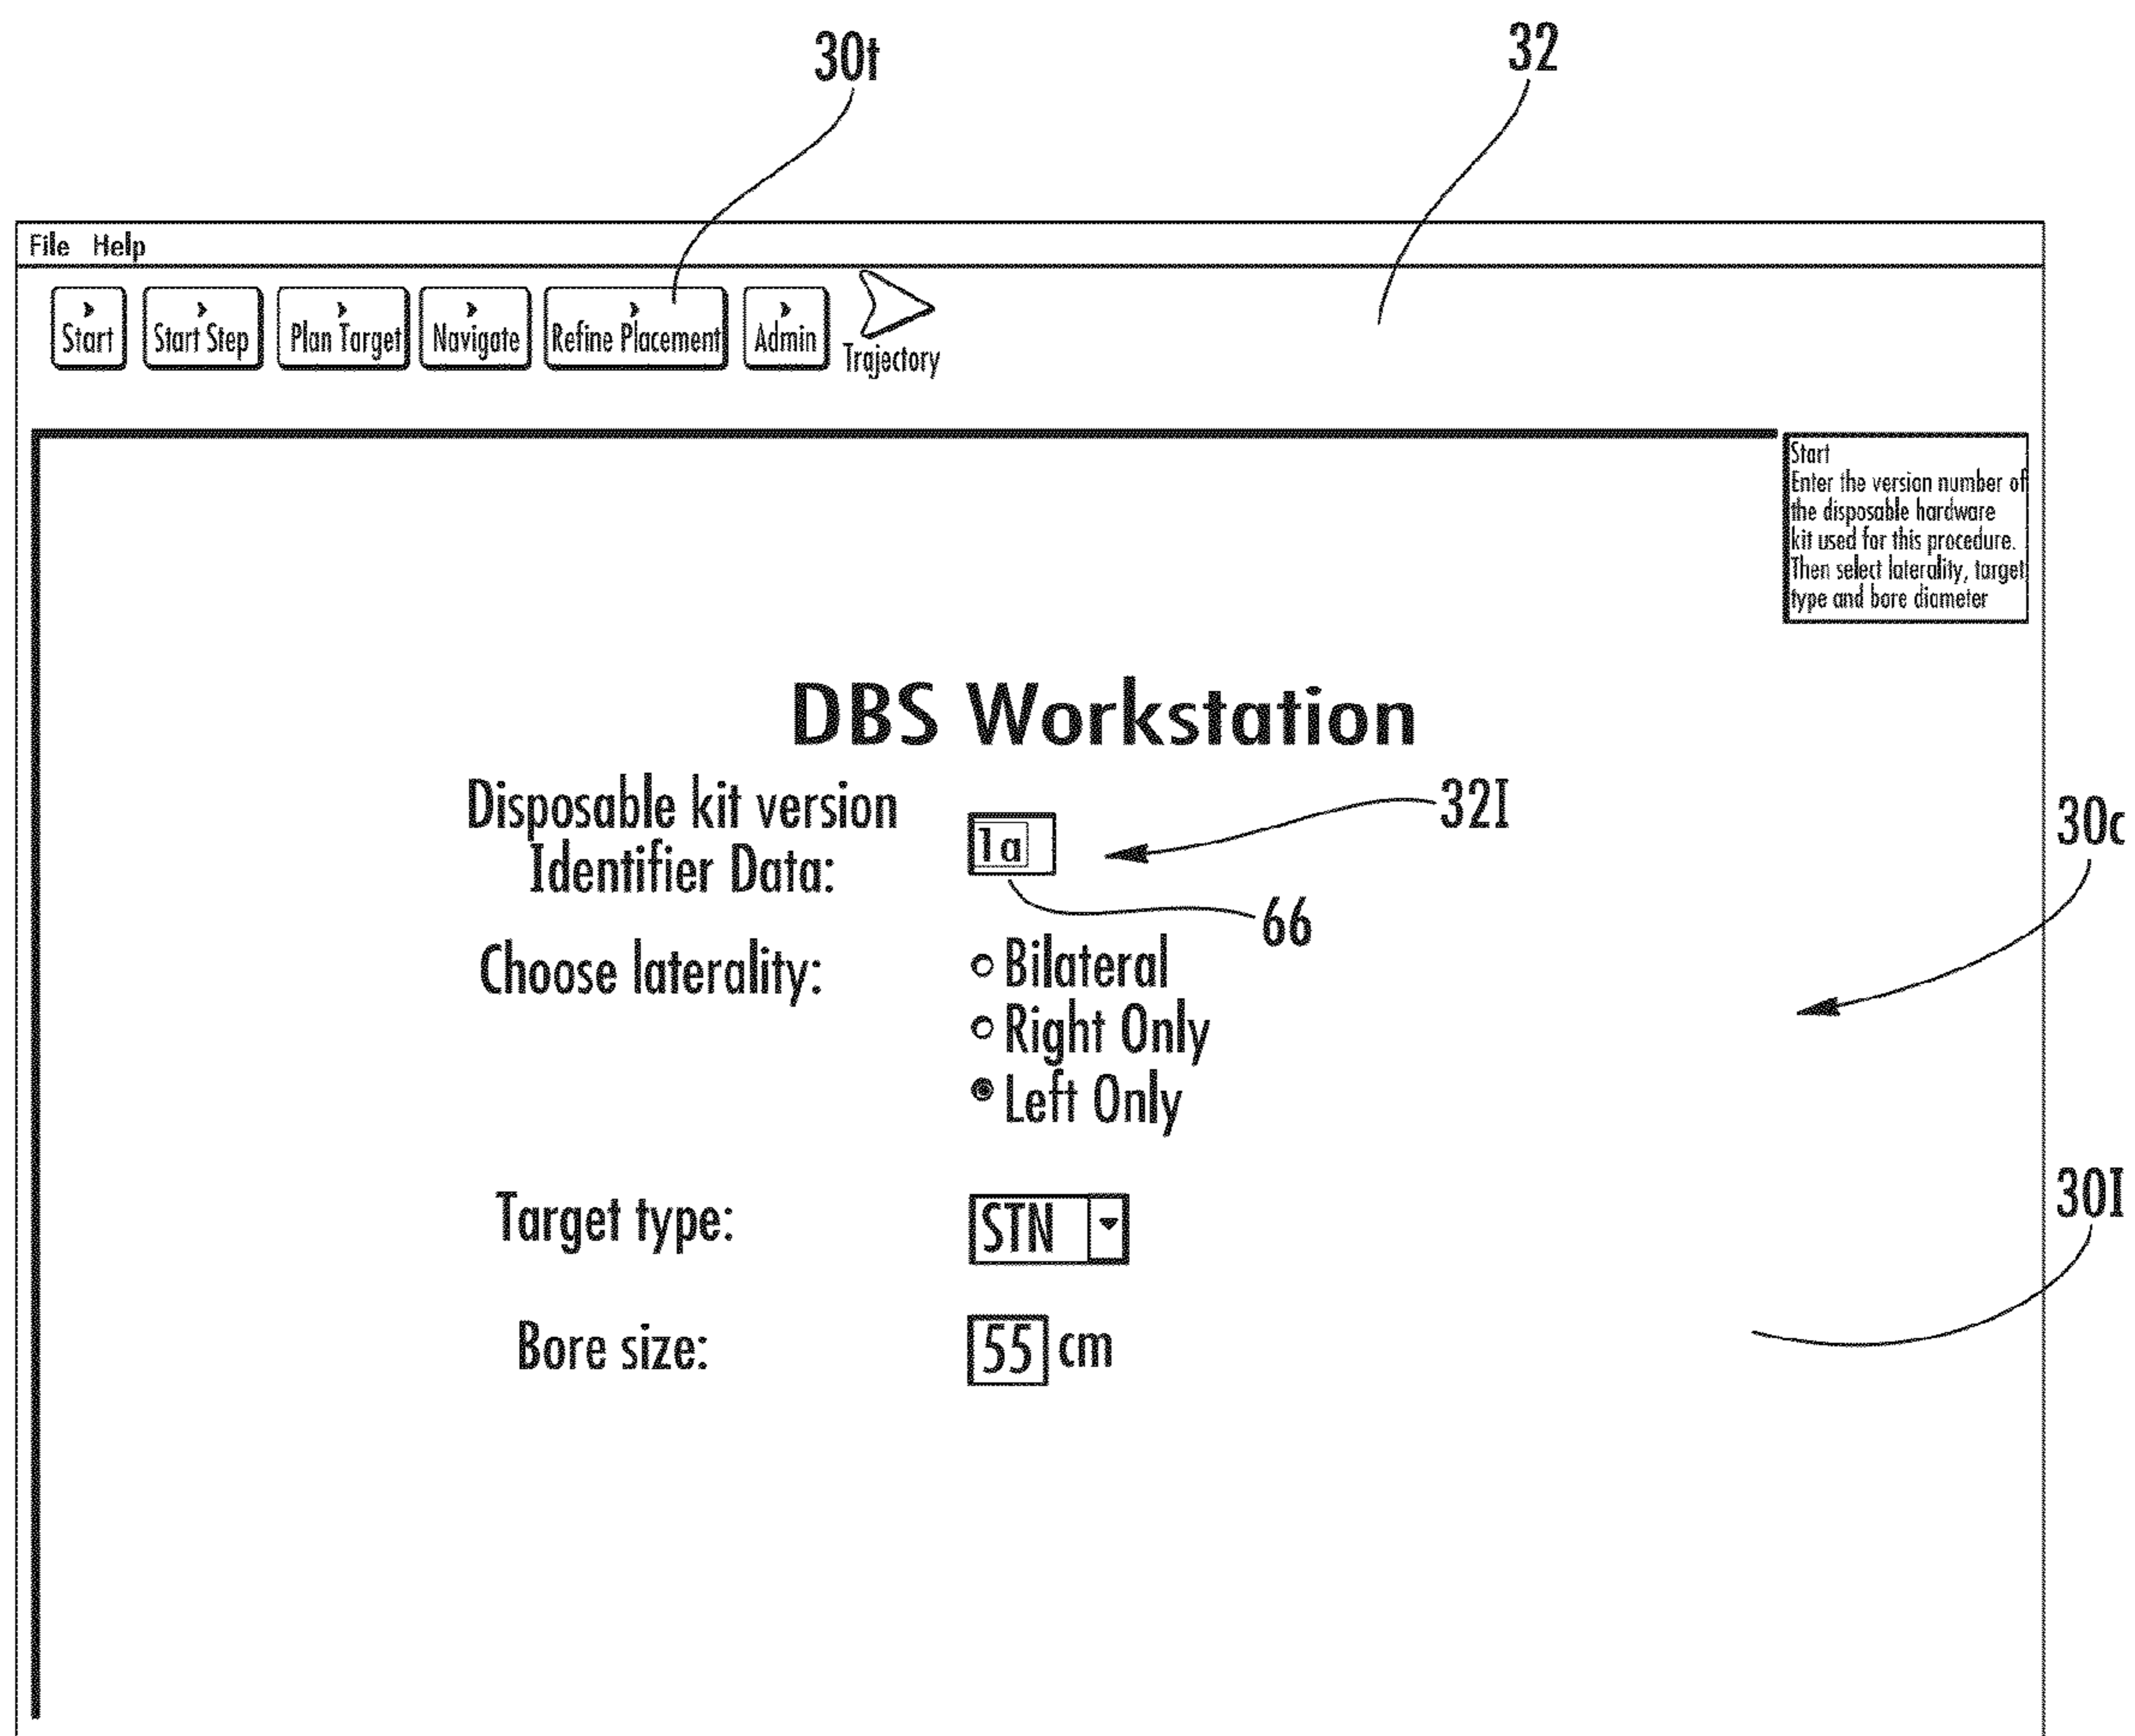 30t
32
File Help
Start
Start Step
Plan Target
Navigate
Refine Placement
Admin
Trajectory
Start
Enter the version number of
the disposable hardware
kit used for this procedure.
Then select laterality, target
type and bore diameter
DBS Workstation
Disposable kit version
Identifier Data:
1a
32I
66
30c
Choose laterality:
Bilateral
Right Only
Left Only
30I
Target type:
STN
Bore size:
55 cm